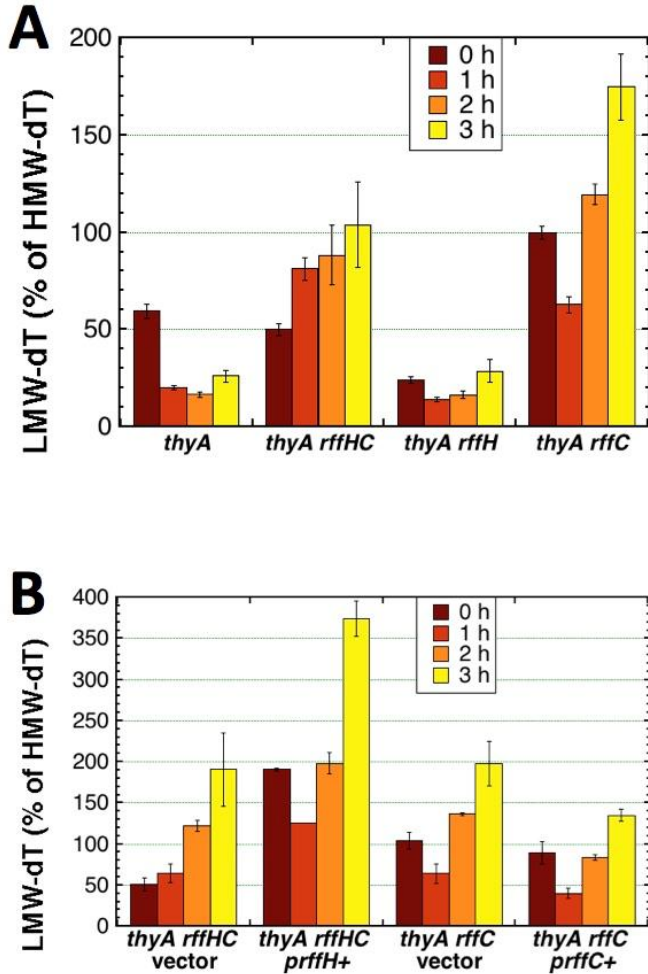 A
LMW-dT (% of HMW-dT)
200
150
100
50
0
0 h
1 h
2 h
3 h
thyA
thyA rffHC
thyA rffH
thyA rffC
B
LMW-dT (% of HMW-dT)
400
350
300
250
200
150
100
50
0
0 h
1 h
2 h
3 h
thyA rffHC
vector
thyA rffHC
prffH+
thyA rffC
vector
thyA rffC
prffC+